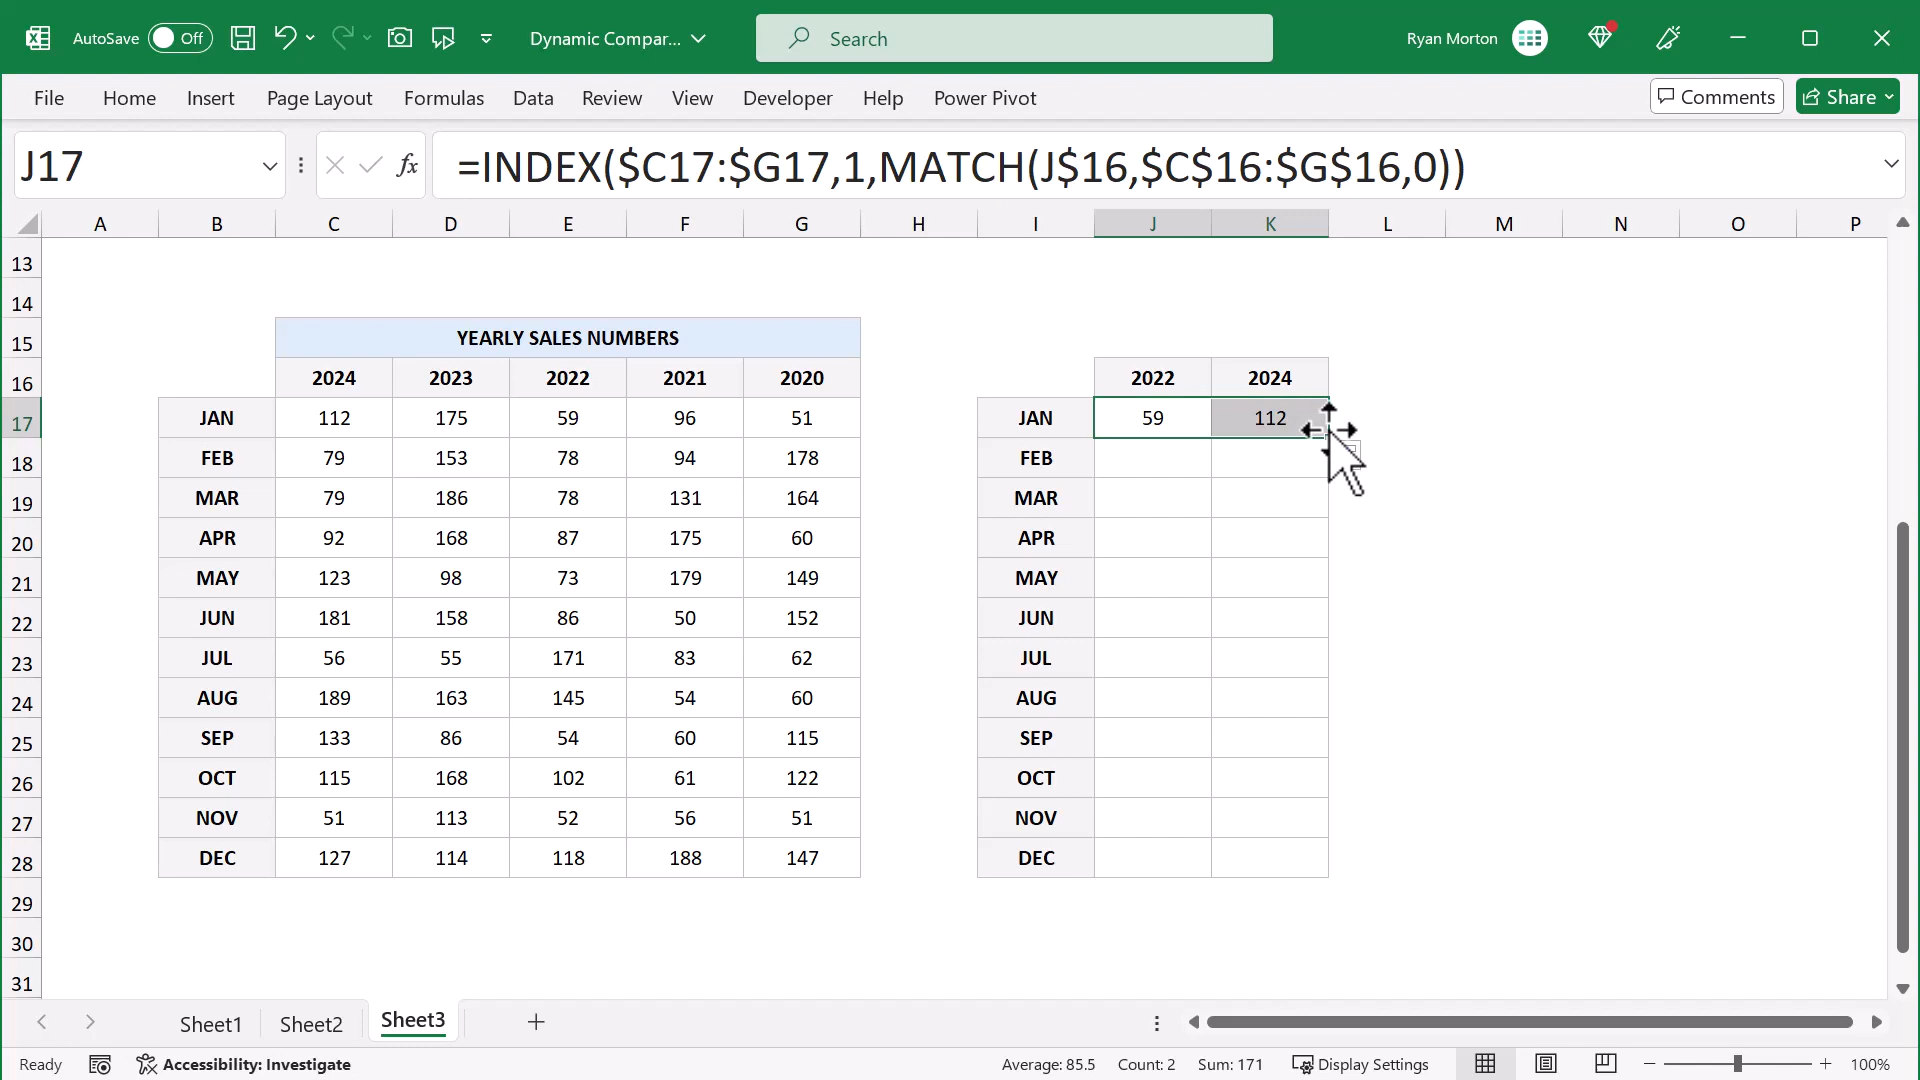 AutoSave Off Dynamic Compar... Search Ryan Morton
File Home Insert Page Layout Formulas Data Review View Developer Help Power Pivot Comments Share
J17 fx =INDEX($C17:$G17,1,MATCH(J$16,$C$16:$G$16,0))
A B C D E F G H I J K L M N O P
13
14
15 YEARLY SALES NUMBERS
16 2024 2023 2022 2021 2020 2022 2024
17 JAN 112 175 59 96 51 JAN 59 112
18 FEB 79 153 78 94 178 FEB
19 MAR 79 186 78 131 164 MAR
20 APR 92 168 87 175 60 APR
21 MAY 123 98 73 179 149 MAY
22 JUN 181 158 86 50 152 JUN
23 JUL 56 55 171 83 62 JUL
24 AUG 189 163 145 54 60 AUG
25 SEP 133 86 54 60 115 SEP
26 OCT 115 168 102 61 122 OCT
27 NOV 51 113 52 56 51 NOV
28 DEC 127 114 118 188 147 DEC
29
30
31
Sheet1 Sheet2 Sheet3
Ready Accessibility: Investigate Average: 85.5 Count: 2 Sum: 171 Display Settings 100%